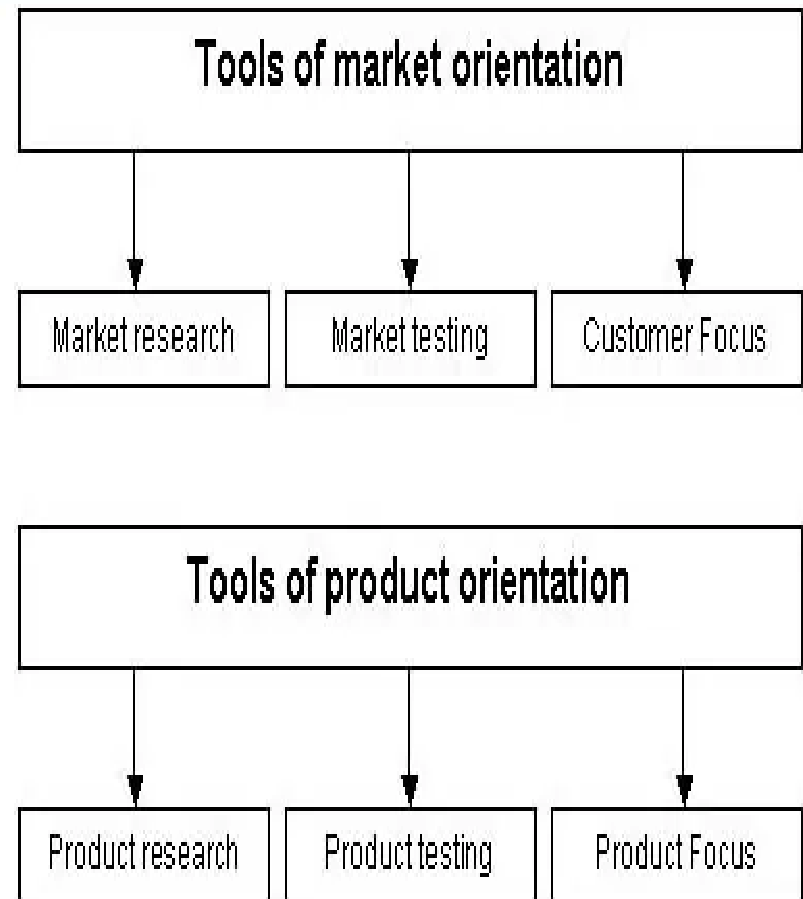 Tools of market orientation
Market research
Market testing
Customer Focus
Tools of product orientation
Product research
Product testing
Product Focus